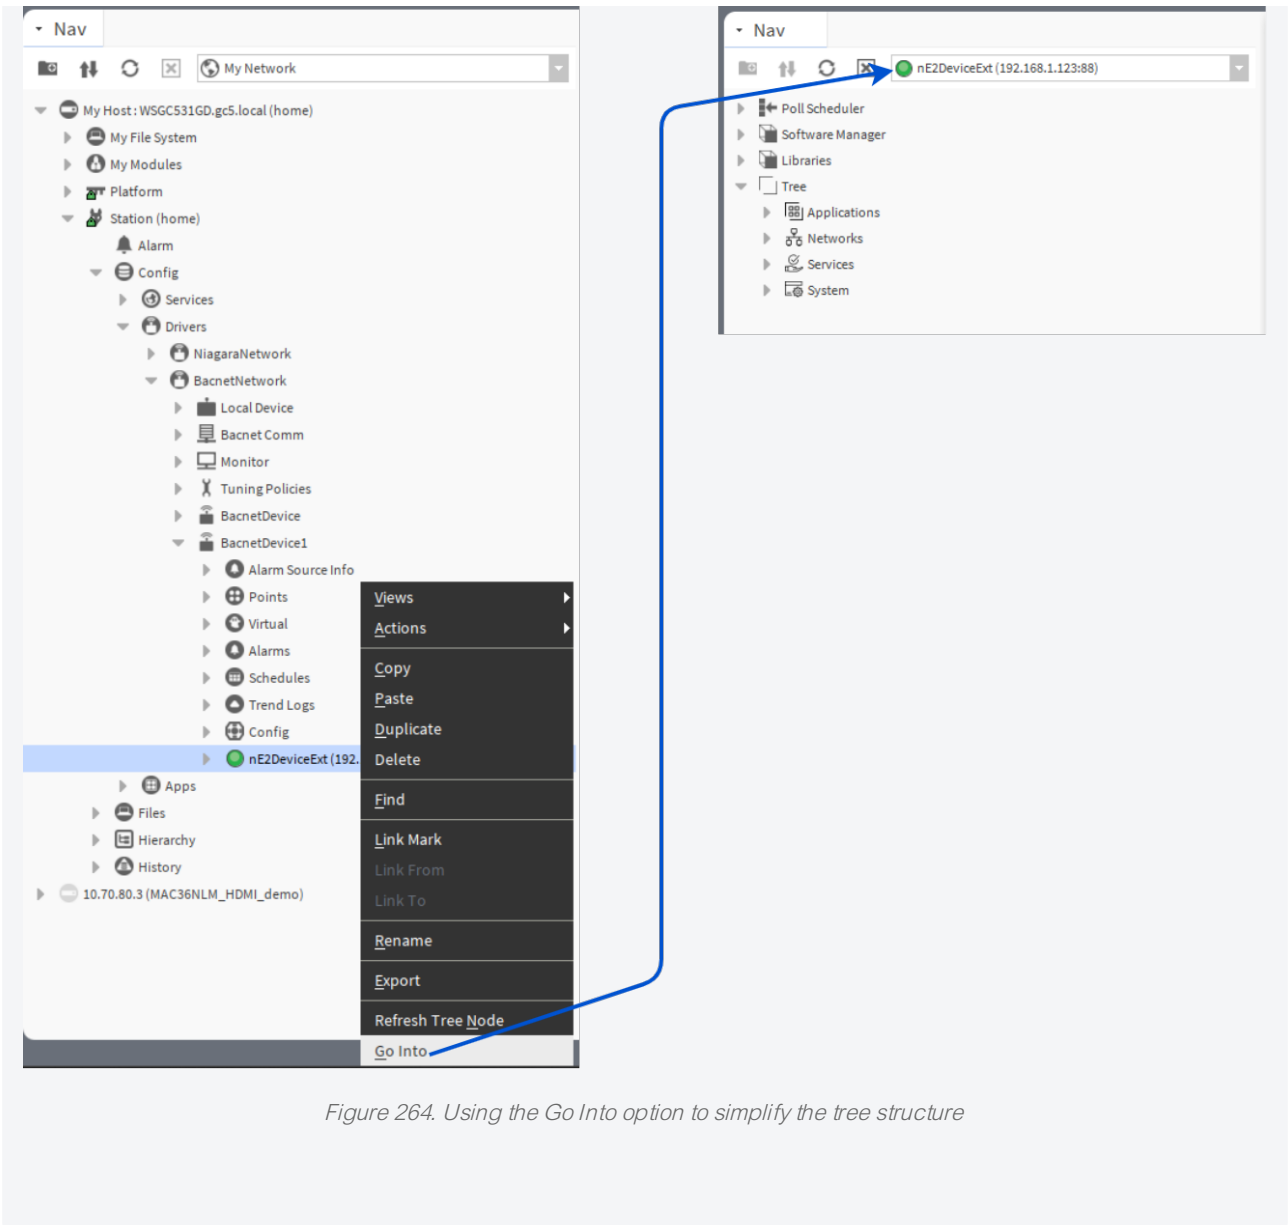 Nav
My Network
My Host : WSGC531GD.gc5.local (home)
My File System
My Modules
Platform
Station (home)
Alarm
Config
Services
Drivers
NiagaraNetwork
BacnetNetwork
Local Device
Bacnet Comm
Monitor
Tuning Policies
BacnetDevice
BacnetDevice1
Alarm Source Info
Points
Virtual
Alarms
Schedules
Trend Logs
Config
nE2DeviceExt (192.
Apps
Files
Hierarchy
History
10.70.80.3 (MAC36NLM_HDMI_demo)
Views
Actions
Copy
Paste
Duplicate
Delete
Find
Link Mark
Link From
Link To
Rename
Export
Refresh Tree Node
Go Into
Nav
nE2DeviceExt (192.168.1.123:88)
Poll Scheduler
Software Manager
Libraries
Tree
Applications
Networks
Services
System
Figure 264. Using the Go Into option to simplify the tree structure